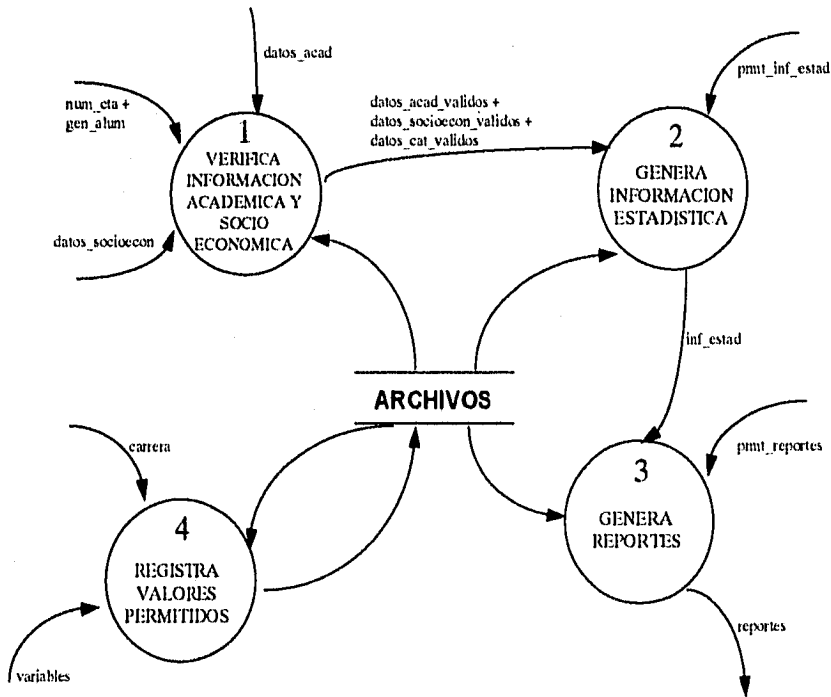 datos_acad
prmt_inf_estad
num_cta +
gen_alum
datos_acad_validos +
datos_socioecon_validos +
datos_cat_validos
1
VERIFICA
INFORMACION
ACADEMICA Y
SOCIO
ECONOMICA
2
GENERA
INFORMACION
ESTADISTICA
datos_socioecon
inf_estad
ARCHIVOS
carrera
prmt_reportes
3
GENERA
REPORTES
4
REGISTRA
VALORES
PERMITIDOS
reportes
variables